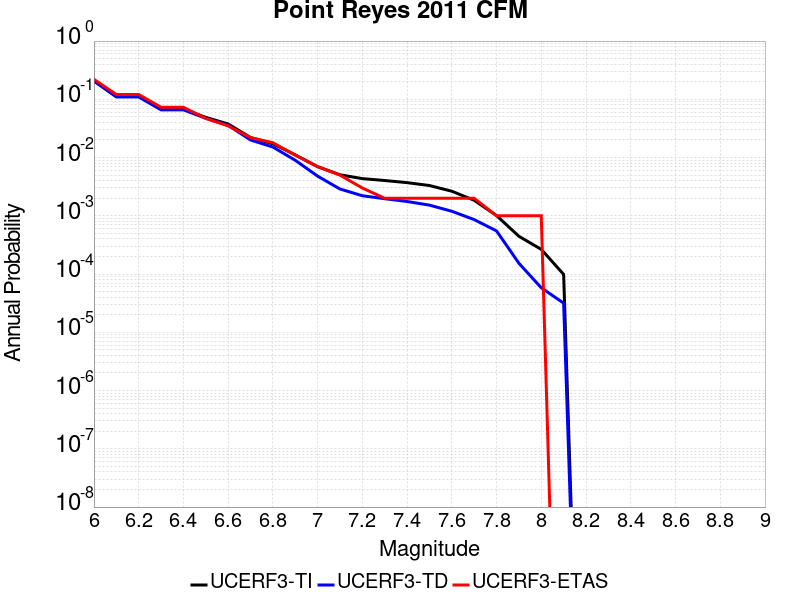 Point Reyes 2011 CFM
10^0
10^-1
10^-2
10^-3
10^-4
10^-5
10^-6
10^-7
10^-8
Annual Probability
6 6.2 6.4 6.6 6.8 7 7.2 7.4 7.6 7.8 8 8.2 8.4 8.6 8.8 9
Magnitude
UCERF3-TI UCERF3-TD UCERF3-ETAS